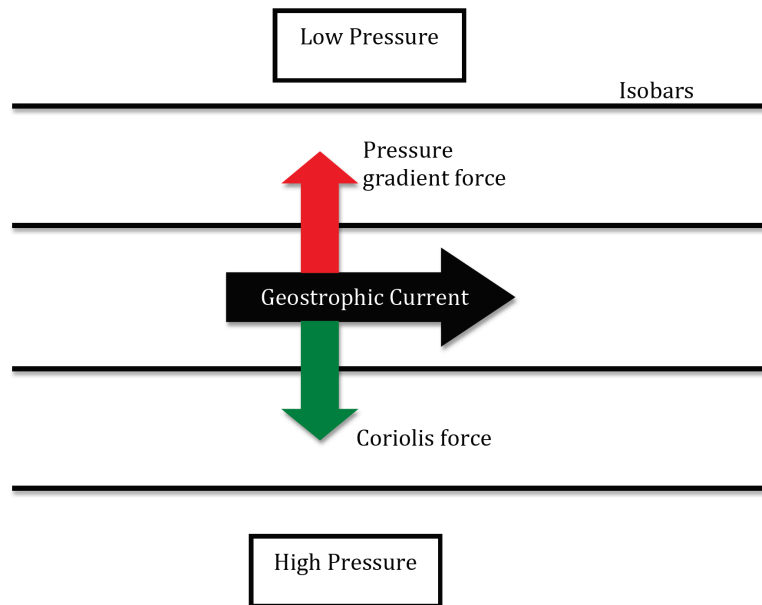 Low Pressure
Isobars
Pressure
gradient force
Geostrophic Current
Coriolis force
High Pressure